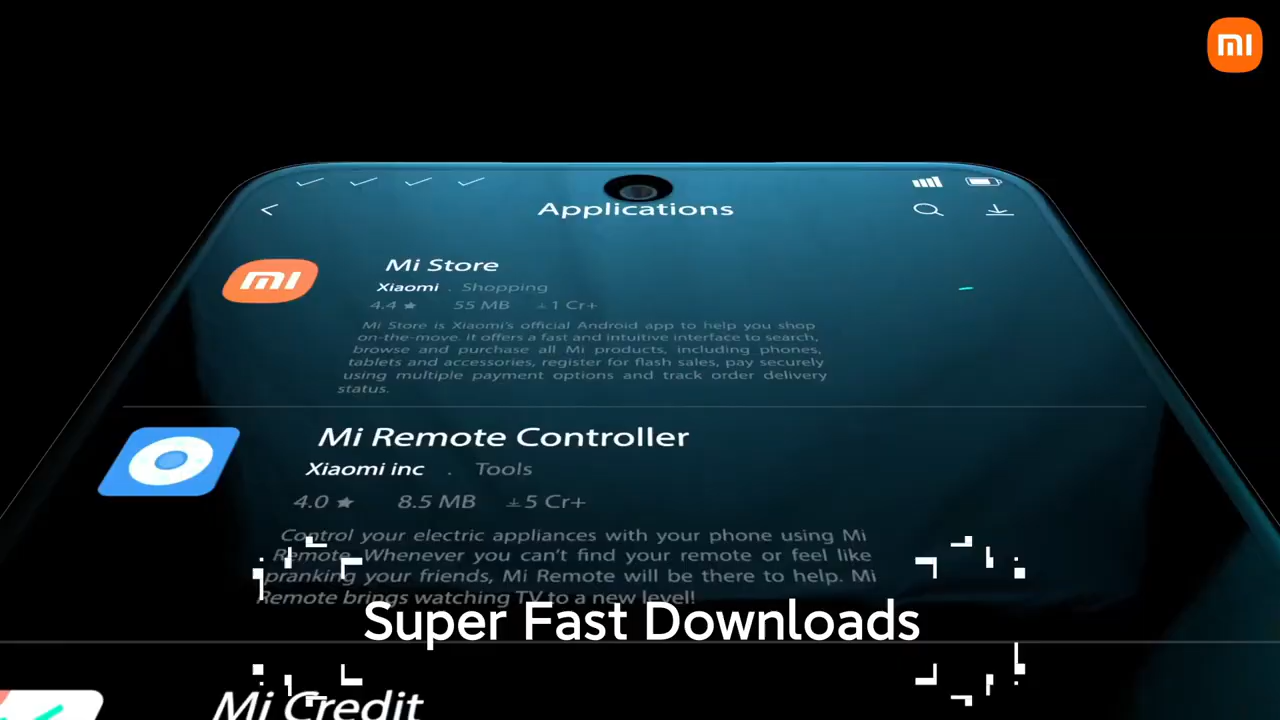 mi
Applications
mi
Mi Store
Xiaomi . Shopping
4.4 ★ 55 MB 1 Cr+
Mi Store is Xiaomi's official Android app to help you shop
on-the-move. It offers a fast and intuitive interface to search,
browse and purchase all Mi products, including phones,
tablets and accessories, register for flash sales, pay securely
using multiple payment options and track order delivery
status.
Mi Remote Controller
Xiaomi inc . Tools
4.0 ★ 8.5 MB 5 Cr+
Control your electric appliances with your phone using Mi
Remote. Whenever you can't find your remote or feel like
pranking your friends, Mi Remote will be there to help. Mi
Remote brings watching TV to a new level!
Super Fast Downloads
Mi Credit